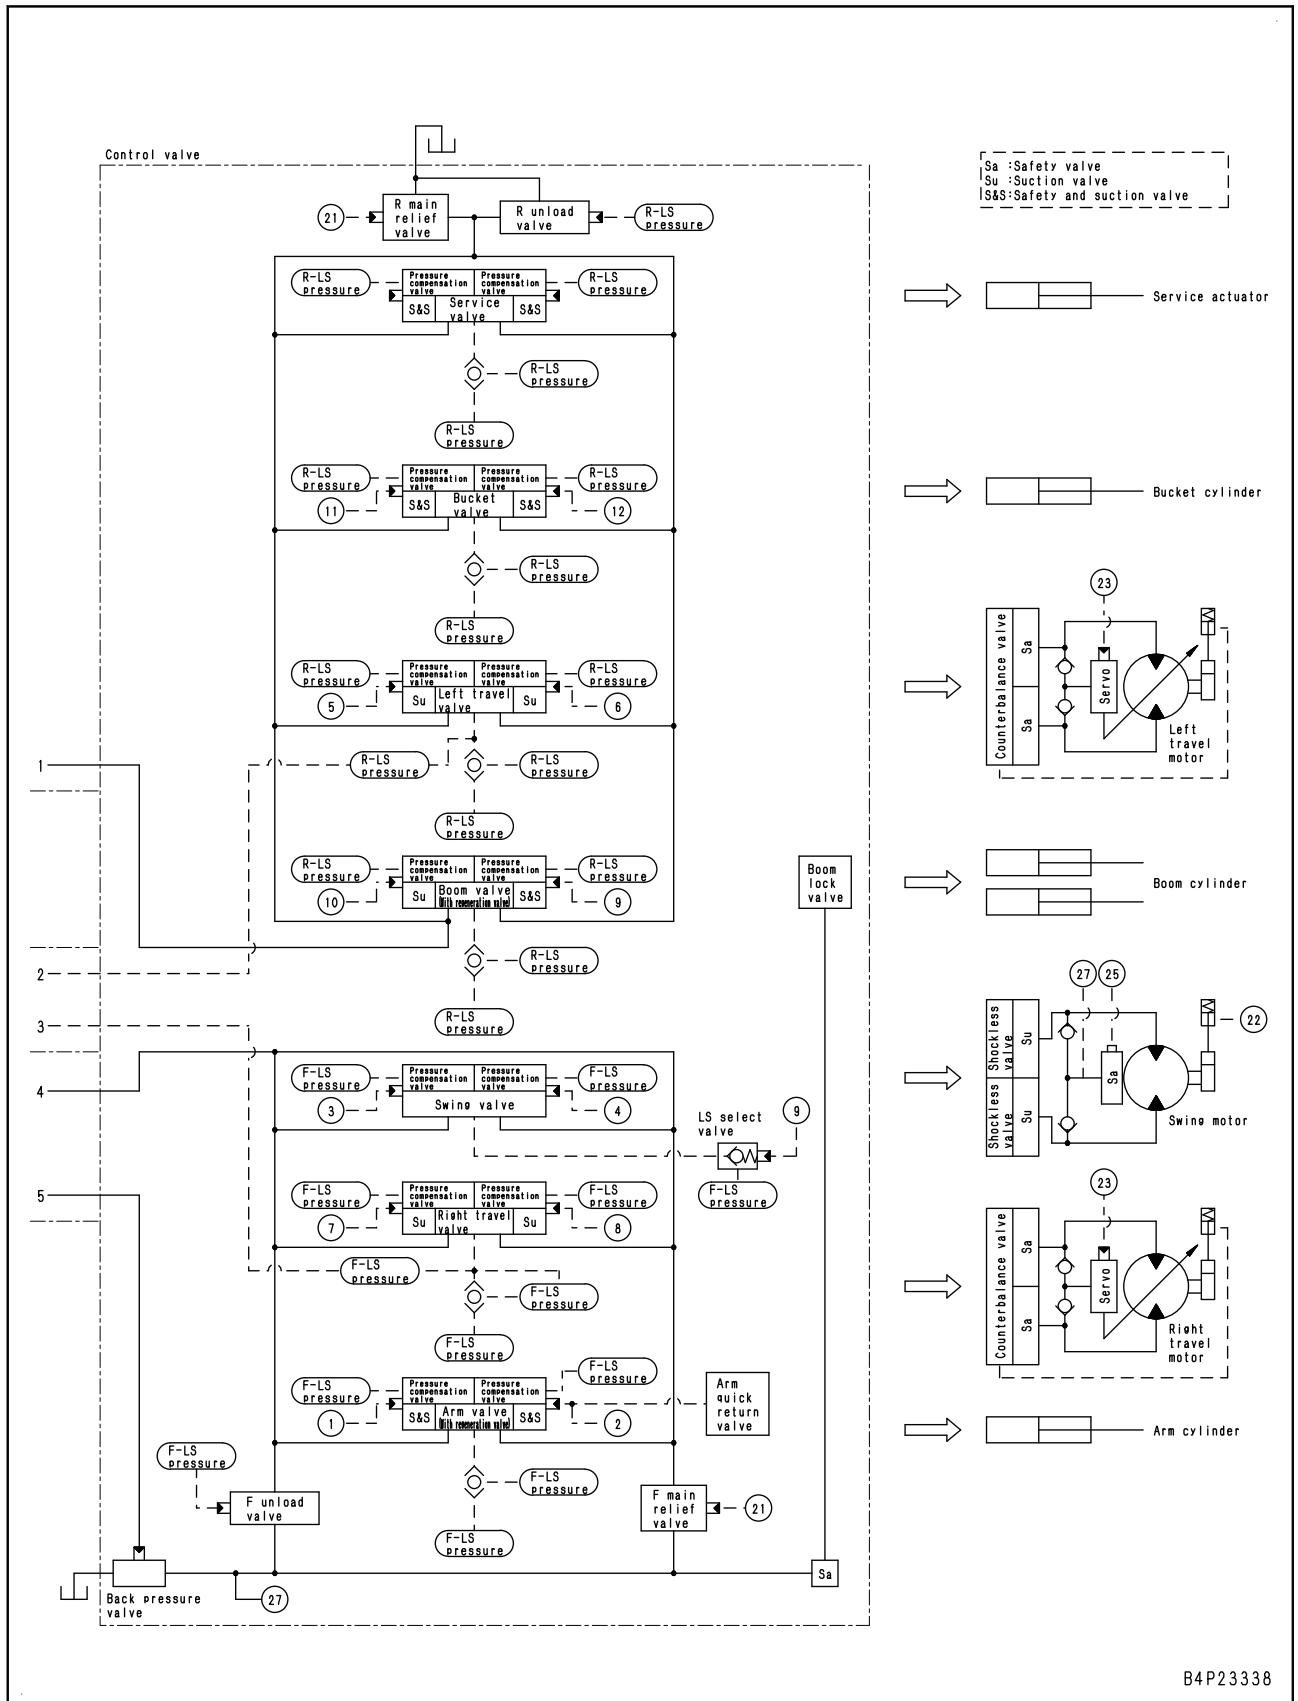 Control valve
Sa :Safety valve
Su :Suction valve
S&S:Safety and suction valve
21
R main
relief
valve
R unload
valve
R-LS
pressure
R-LS
pressure
Pressure
compensation
valve
Pressure
compensation
valve
R-LS
pressure
S&S
Service
valve
S&S
Service actuator
R-LS
pressure
R-LS
pressure
R-LS
pressure
Pressure
compensation
valve
Pressure
compensation
valve
R-LS
pressure
11
S&S
Bucket
valve
S&S
12
Bucket cylinder
R-LS
pressure
R-LS
pressure
R-LS
pressure
Pressure
compensation
valve
Pressure
compensation
valve
R-LS
pressure
5
Su
Left travel
valve
Su
6
23
Counterbalance valve
Sa
Sa
Servo
Left
travel
motor
1
R-LS
pressure
R-LS
pressure
R-LS
pressure
R-LS
pressure
Pressure
compensation
valve
Pressure
compensation
valve
R-LS
pressure
10
Su
Boom valve
(With regeneration valve)
S&S
9
Boom
lock
valve
Boom cylinder
2
R-LS
pressure
R-LS
pressure
3
4
F-LS
pressure
Pressure
compensation
valve
Pressure
compensation
valve
F-LS
pressure
3
Swing valve
4
LS select
valve
9
F-LS
pressure
27
25
22
Shockless
valve
Shockless
valve
Su
Su
Sa
Swing motor
5
F-LS
pressure
Pressure
compensation
valve
Pressure
compensation
valve
F-LS
pressure
7
Su
Right travel
valve
Su
8
23
Counterbalance valve
Sa
Sa
Servo
Right
travel
motor
F-LS
pressure
F-LS
pressure
F-LS
pressure
F-LS
pressure
Pressure
compensation
valve
Pressure
compensation
valve
F-LS
pressure
1
S&S
Arm valve
(With regeneration valve)
S&S
2
Arm
quick
return
valve
Arm cylinder
F-LS
pressure
F unload
valve
F-LS
pressure
F-LS
pressure
F main
relief
valve
21
Back pressure
valve
27
Sa
B4P23338